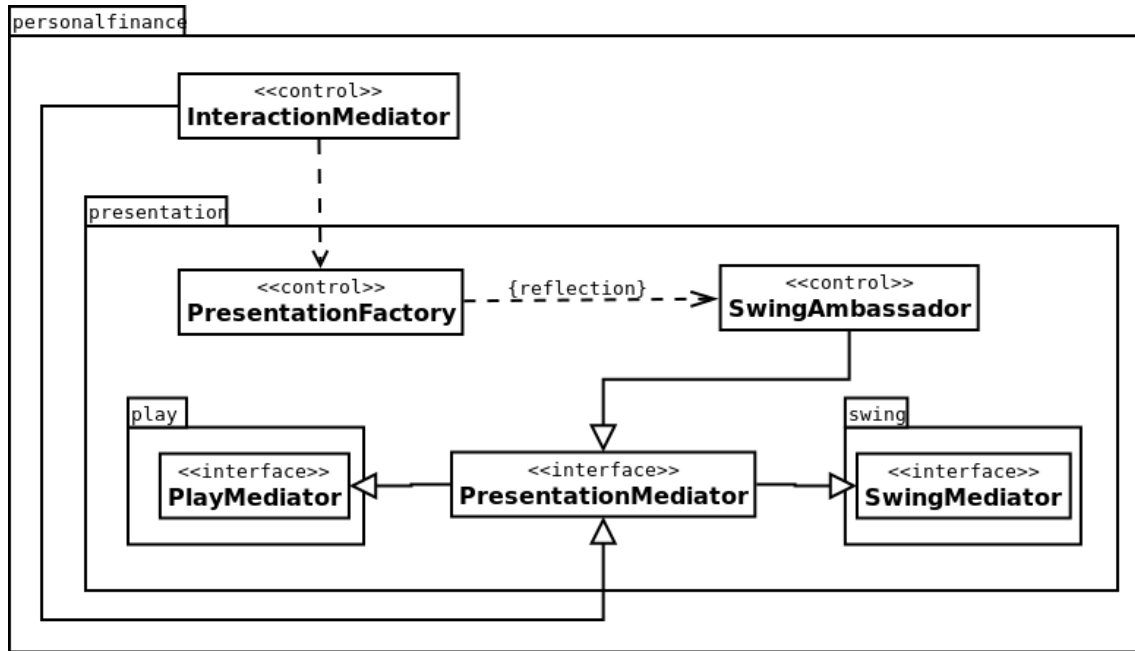 personalfinance
<<control>>
InteractionMediator
presentation
<<control>>
PresentationFactory
{reflection}
<<control>>
SwingAmbassador
play
<<interface>>
PlayMediator
<<interface>>
PresentationMediator
swing
<<interface>>
SwingMediator